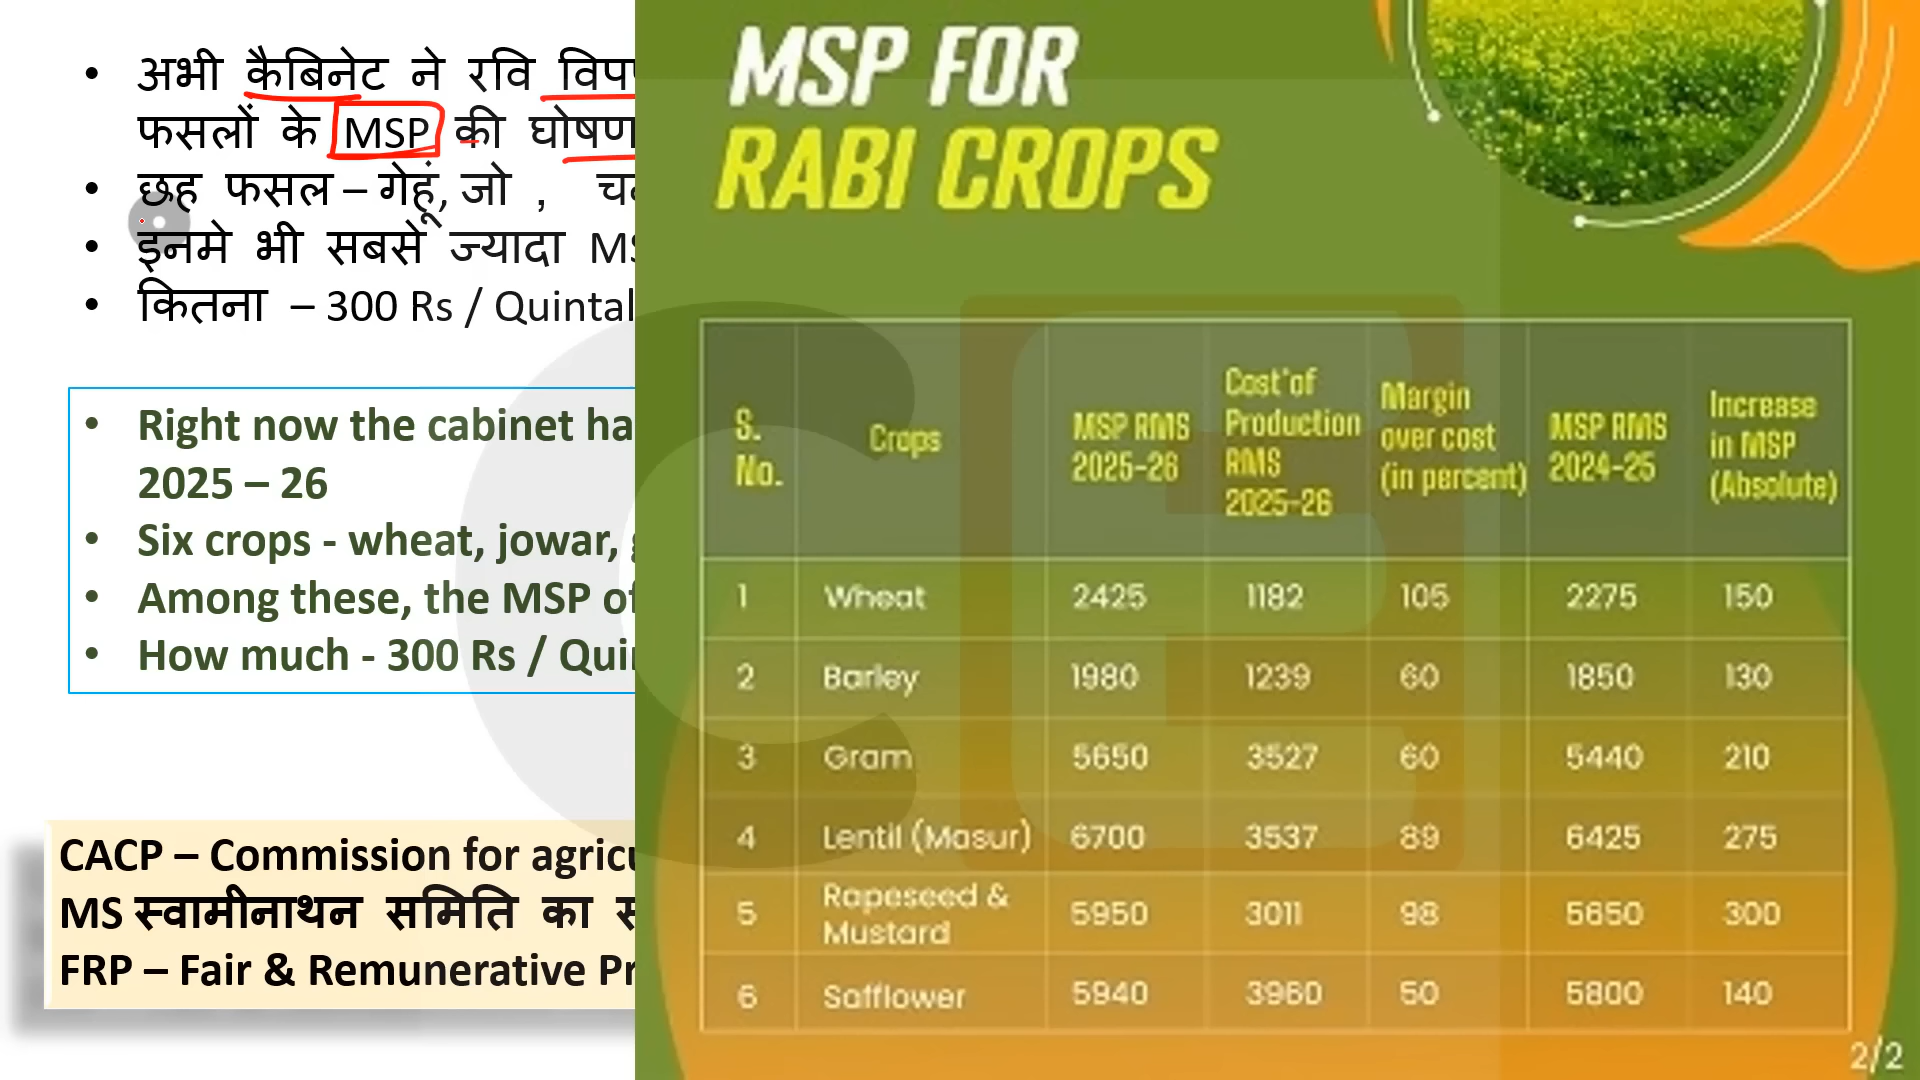 अभी कैबिनेट ने रवि
फसलों के MSP की
छह फसल – गेहूं, जो ,
इनमे भी सबसे ज्यादा
कितना – 300 Rs / Quintal
Right now the cabinet
2025 – 26
Six crops - wheat, jowar,
Among these, the MSP
How much - 300 Rs /
CACP – Commission for
MS स्वामीनाथन समिति का
FRP – Fair & Remunerative
MSP FOR
RABI CROPS
S. No. Crops MSP RMS 2025-26 Cost of Production RMS 2025-26 Margin over cost (in percent) MSP RMS 2024-25 Increase in MSP (Absolute)
1 Wheat 2425 1182 105 2275 150
2 Barley 1980 1239 60 1850 130
3 Gram 5650 3527 60 5440 210
4 Lentil (Masur) 6700 3537 89 6425 275
5 Rapeseed & Mustard 5950 3011 98 5650 300
6 Safflower 5940 3960 50 5800 140
2/2